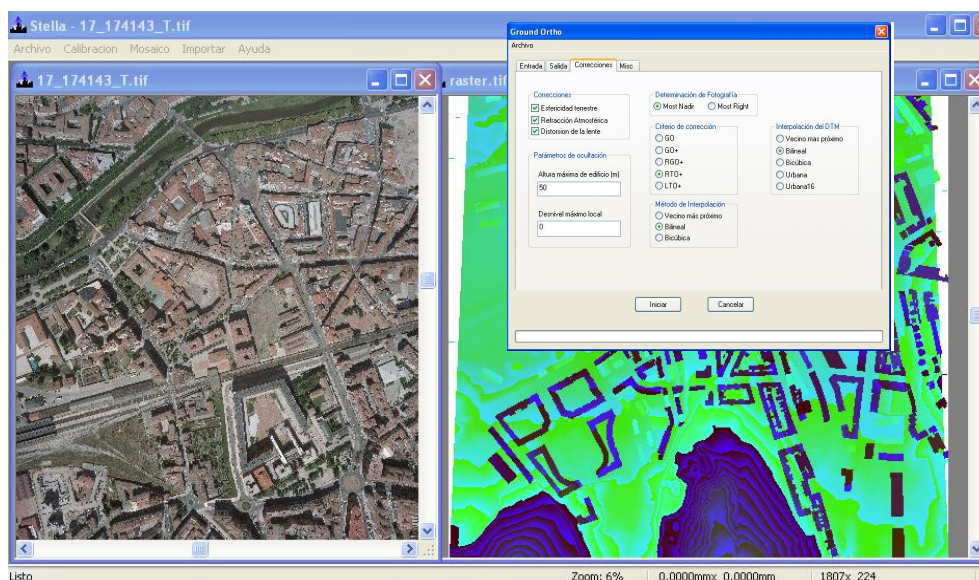 Stella - 17_174143_T.tif
Archivo Calibracion Mosaico Importar Ayuda
17_174143_T.tif
raster.tif
Ground Ortho
Archivo
Entrada Salida Correcciones Misc
Correcciones
Esfericidad terrestre
Refracción Atmosférica
Distorsion de la lente
Parámetros de ocultación
Altura máxima de edificio (m)
50
Desnivel máximo local
0
Determinación de Fotografía
Most Nadir Most Right
Criterio de corrección
GO
GO+
RGO+
RTO+
LTO+
Método de Interpolación
Vecino más próximo
Bilineal
Bicúbica
Interpolación del DTM
Vecino mas próximo
Bilineal
Bicúbica
Urbana
Urbana16
Iniciar Cancelar
Listo Zoom: 6% 0.0000mmx 0.0000mm 1807x 224